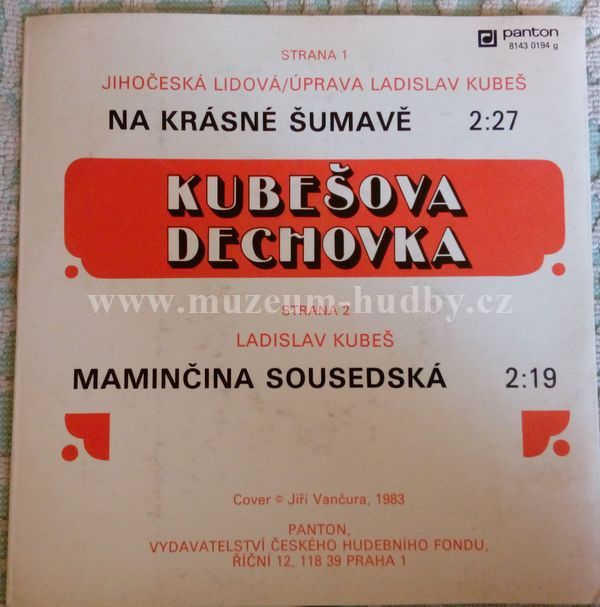 panton
8143 0194 g
STRANA 1
JIHOČESKÁ LIDOVÁ/ÚPRAVA LADISLAV KUBEŠ
NA KRÁSNÉ ŠUMAVĚ 2:27
KUBEŠOVA
DECHOVKA
www.muzeum-hudby.cz
STRANA 2
LADISLAV KUBEŠ
MAMINČINA SOUSEDSKÁ 2:19
Cover © Jiří Vančura, 1983
PANTON,
VYDAVATELSTVÍ ČESKÉHO HUDEBNÍHO FONDU,
ŘÍČNÍ 12, 118 39 PRAHA 1